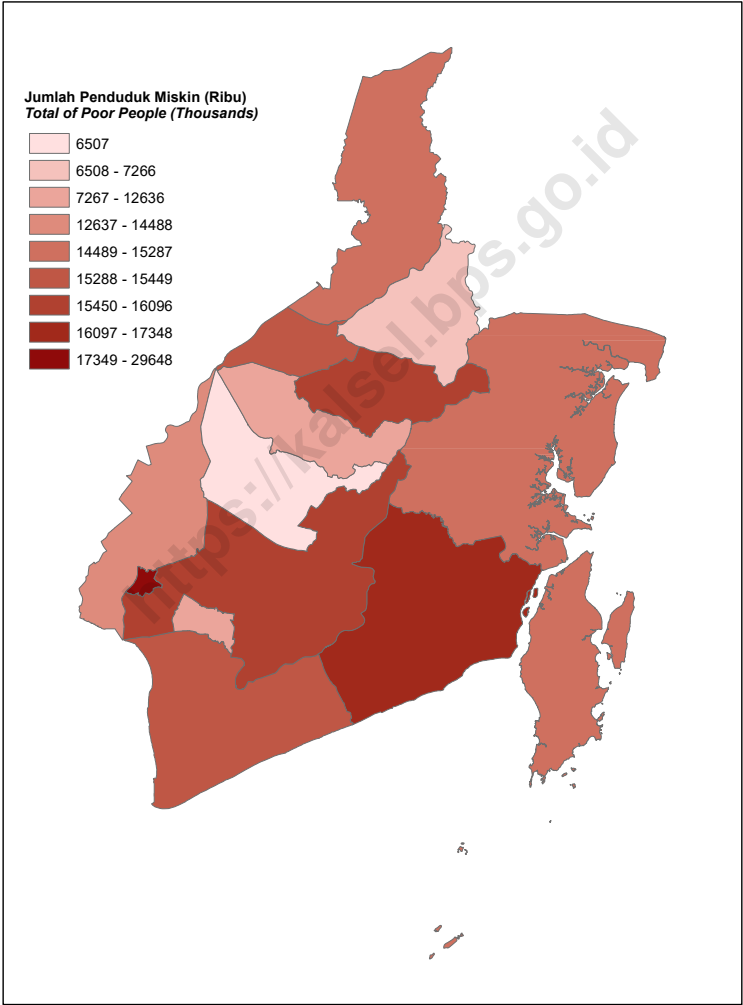 Jumlah Penduduk Miskin (Ribu)
Total of Poor People (Thousands)
6507
6508 - 7266
7267 - 12636
12637 - 14488
14489 - 15287
15288 - 15449
15450 - 16096
16097 - 17348
17349 - 29648
https://kalsel.bps.go.id